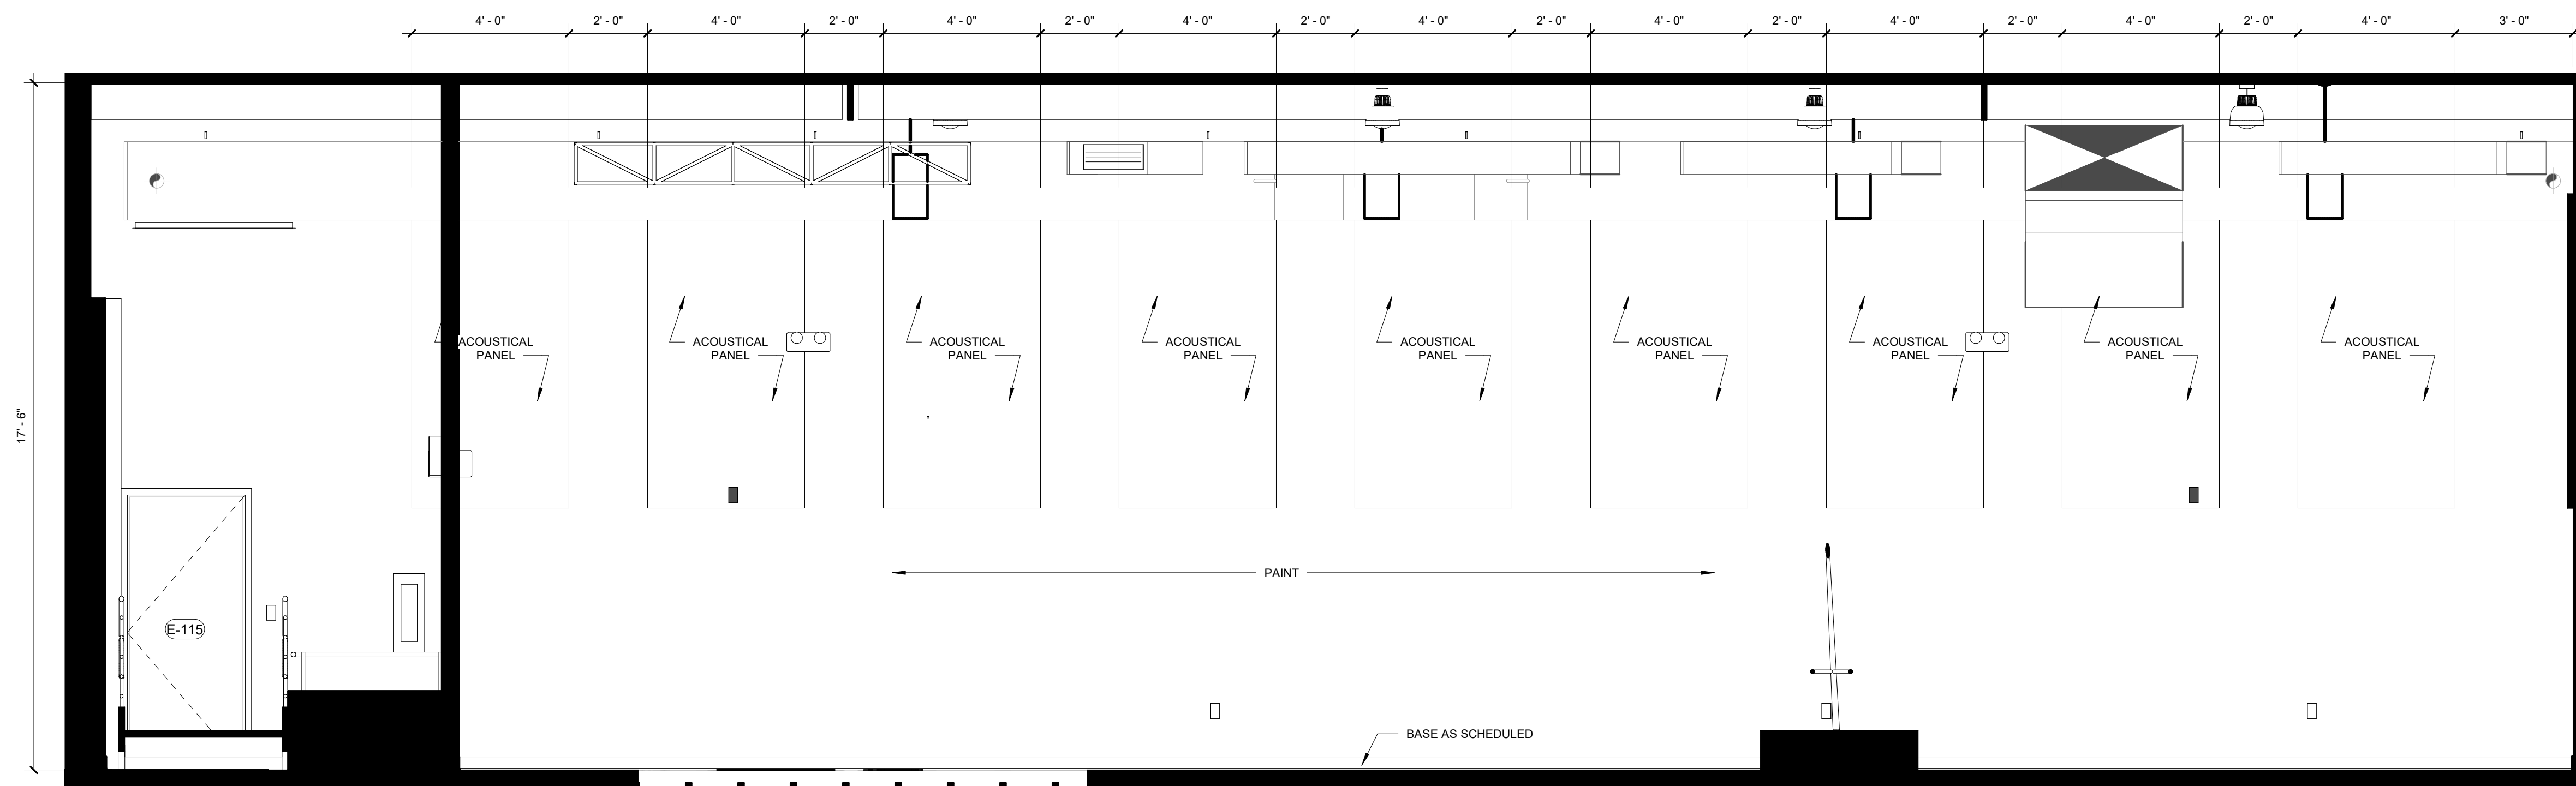 4' - 0"
2' - 0"
4' - 0"
2' - 0"
4' - 0"
2' - 0"
4' - 0"
2' - 0"
4' - 0"
2' - 0"
4' - 0"
2' - 0"
4' - 0"
2' - 0"
4' - 0"
2' - 0"
4' - 0"
3' - 0"
17' - 6"
ACOUSTICAL
PANEL
ACOUSTICAL
PANEL
ACOUSTICAL
PANEL
ACOUSTICAL
PANEL
ACOUSTICAL
PANEL
ACOUSTICAL
PANEL
ACOUSTICAL
PANEL
ACOUSTICAL
PANEL
ACOUSTICAL
PANEL
PAINT
E-115
BASE AS SCHEDULED